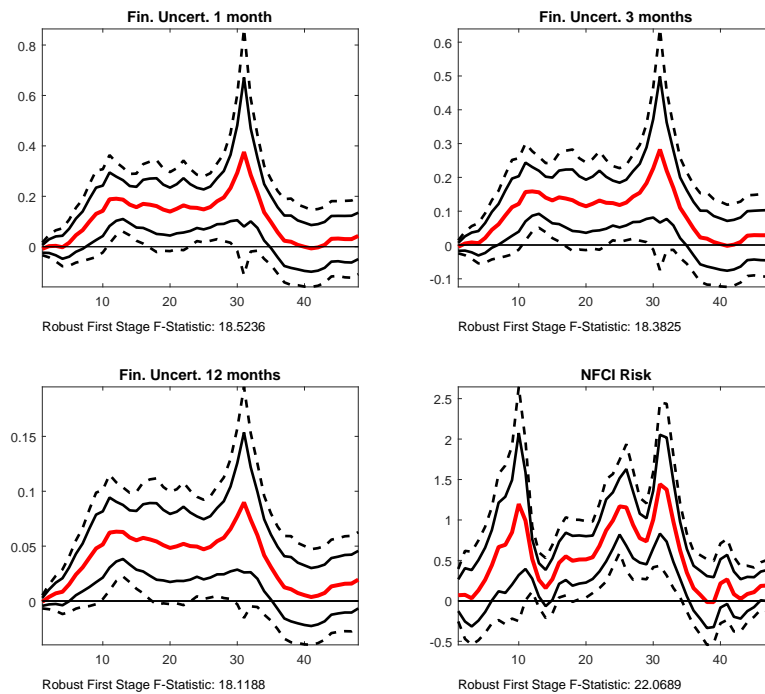 Fin. Uncert. 1 month
0.8
0.6
0.4
0.2
0
10 20 30 40
Robust First Stage F-Statistic: 18.5236
Fin. Uncert. 3 months
0.6
0.5
0.4
0.3
0.2
0.1
0
-0.1
10 20 30 40
Robust First Stage F-Statistic: 18.3825
Fin. Uncert. 12 months
0.15
0.1
0.05
0
10 20 30 40
Robust First Stage F-Statistic: 18.1188
NFCI Risk
2.5
2
1.5
1
0.5
0
-0.5
10 20 30 40
Robust First Stage F-Statistic: 22.0689